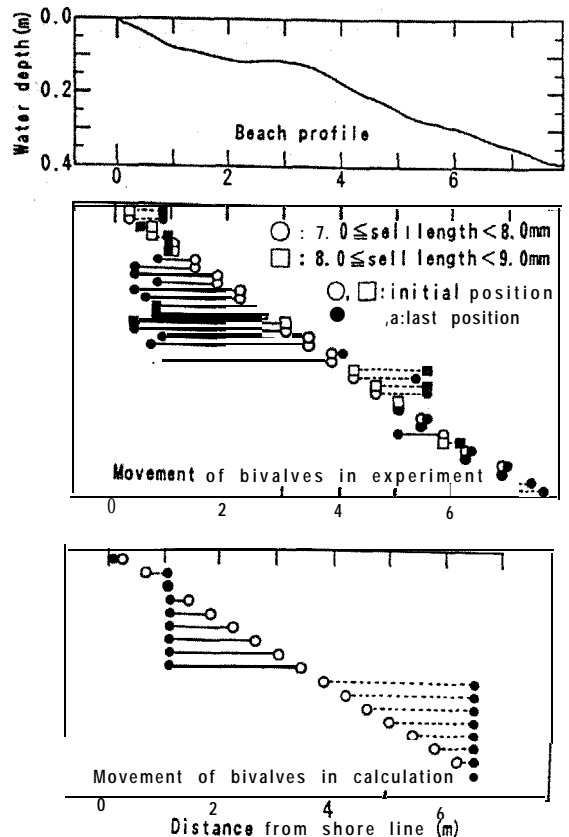 0.0
0.2
0.4
Water depth(m)
Beach profile
0 2 4 6
○ : 7.0≦sell length<8.0mm
□ : 8.0≦sell length<9.0mm
○, □:initial position
● ,a:last position
Movement of bivalves in experiment
0 2 4 6
Movement of bivalves in calculation
0 2 4 6
Distance from shore line (m)